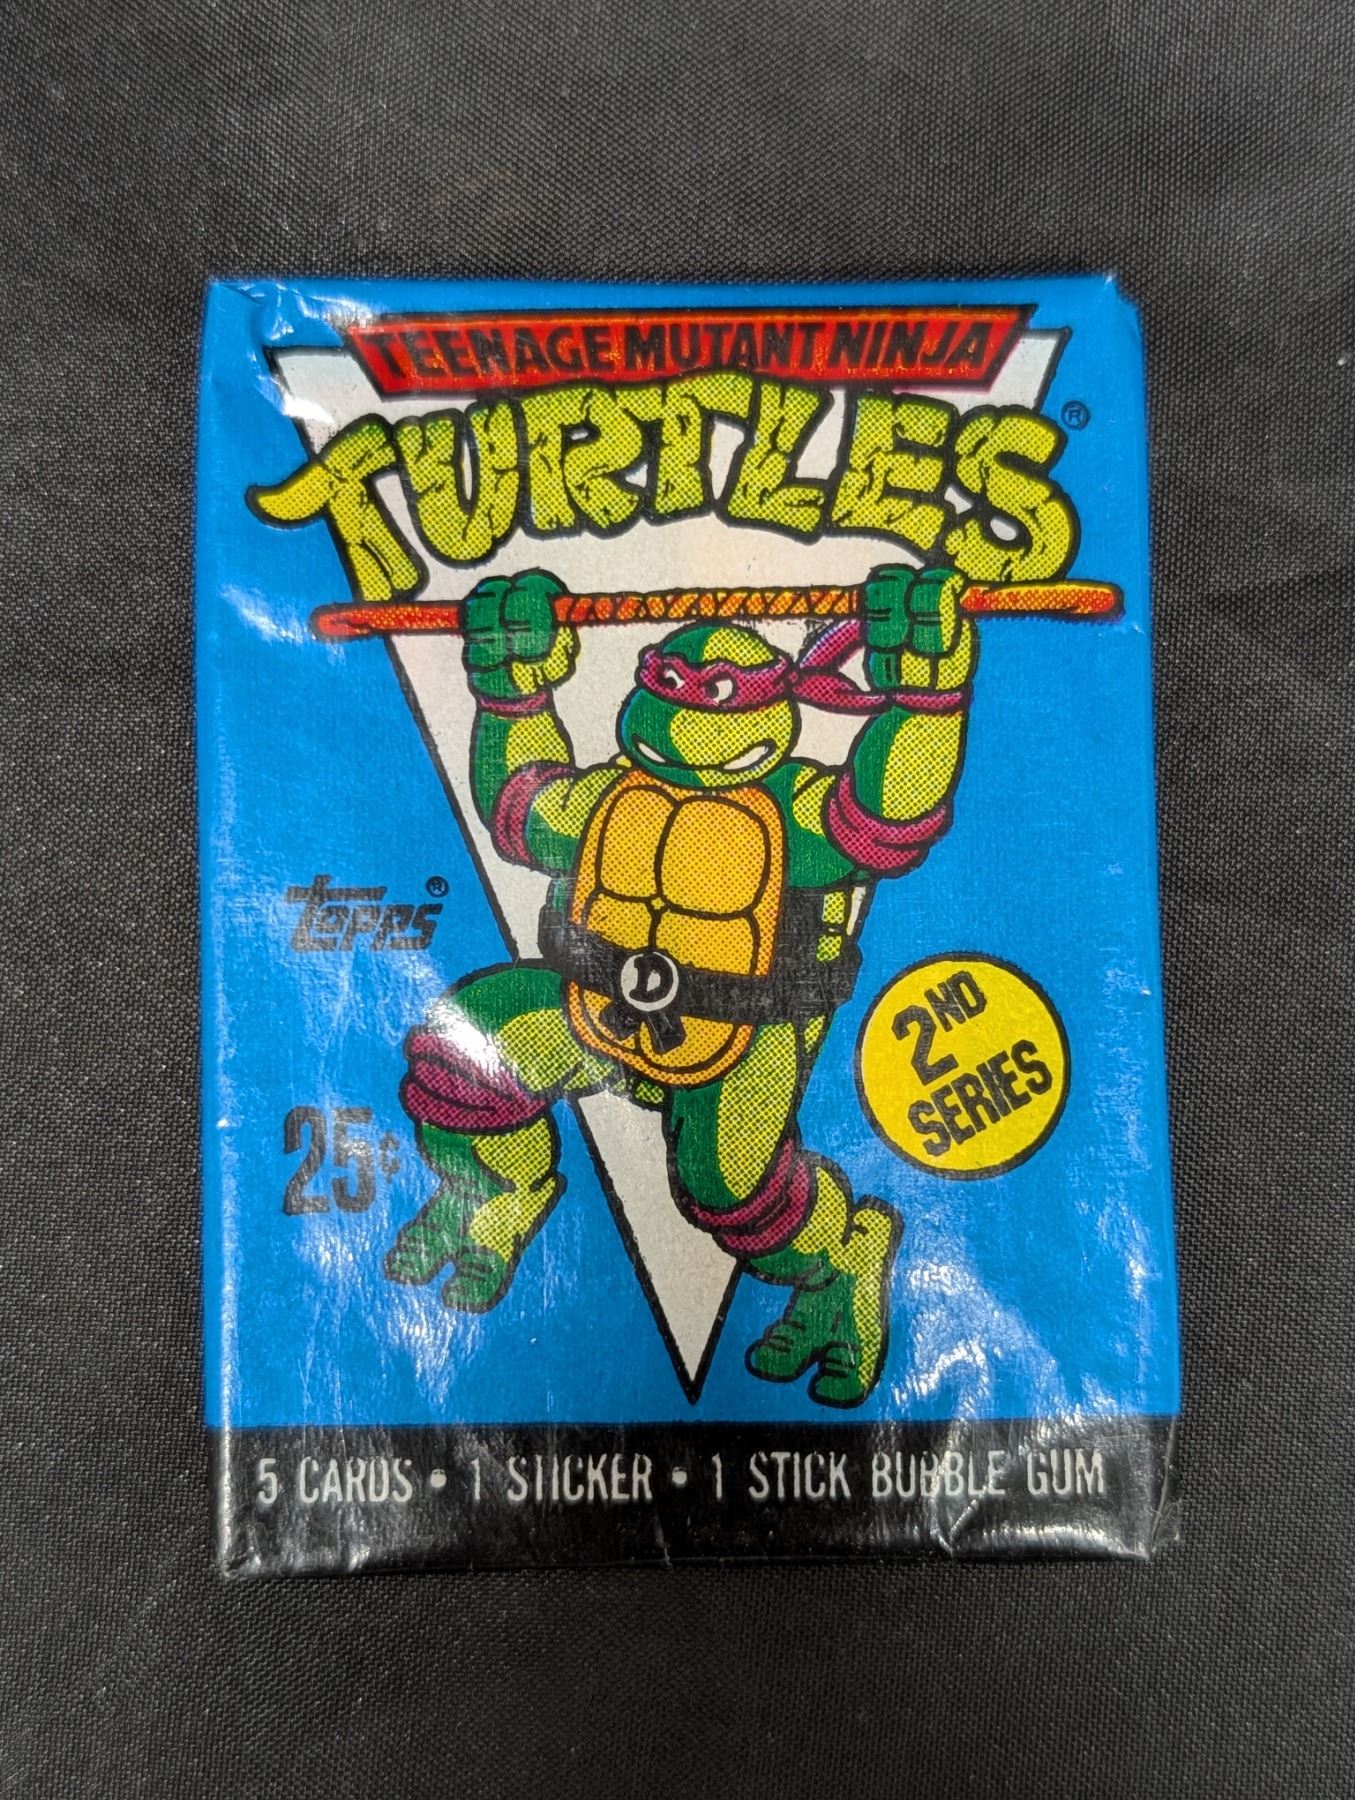 TEENAGE MUTANT NINJA
TURTLES®
TOPPS®
D
2ND
SERIES
25¢
5 CARDS • 1 STICKER • 1 STICK BUBBLE GUM